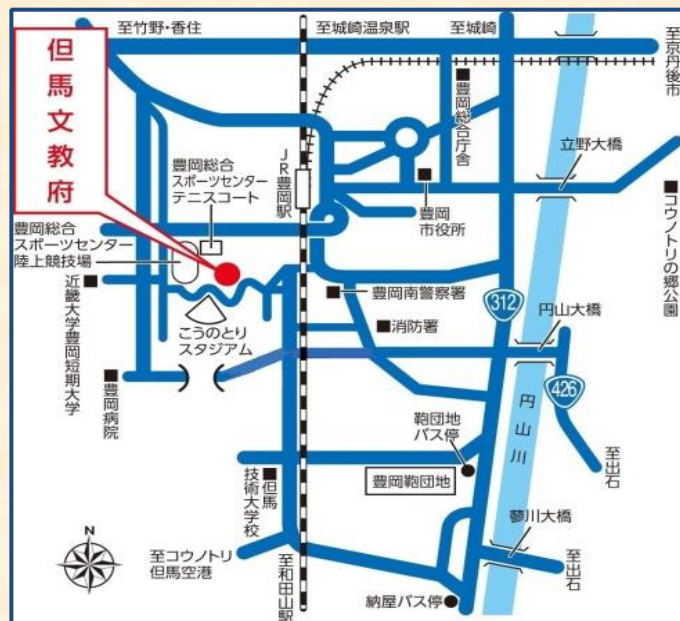 至竹野・香住
至城崎温泉駅
至城崎
至京丹後市
但馬文教府
豊岡総合庁舎
立野大橋
JR豊岡駅
豊岡総合
スポーツセンター
テニスコート
豊岡
市役所
コウノトリの郷公園
豊岡総合
スポーツセンター
陸上競技場
近畿大学豊岡短期大学
こうのとり
スタジアム
豊岡南警察署
消防署
312
円山大橋
426
豊岡病院
円山川
鞄団地
バス停
豊岡鞄団地
至出石
但馬
技術大学校
蓼川大橋
N
至コウノトリ
但馬空港
至和田山駅
至出石
納屋バス停